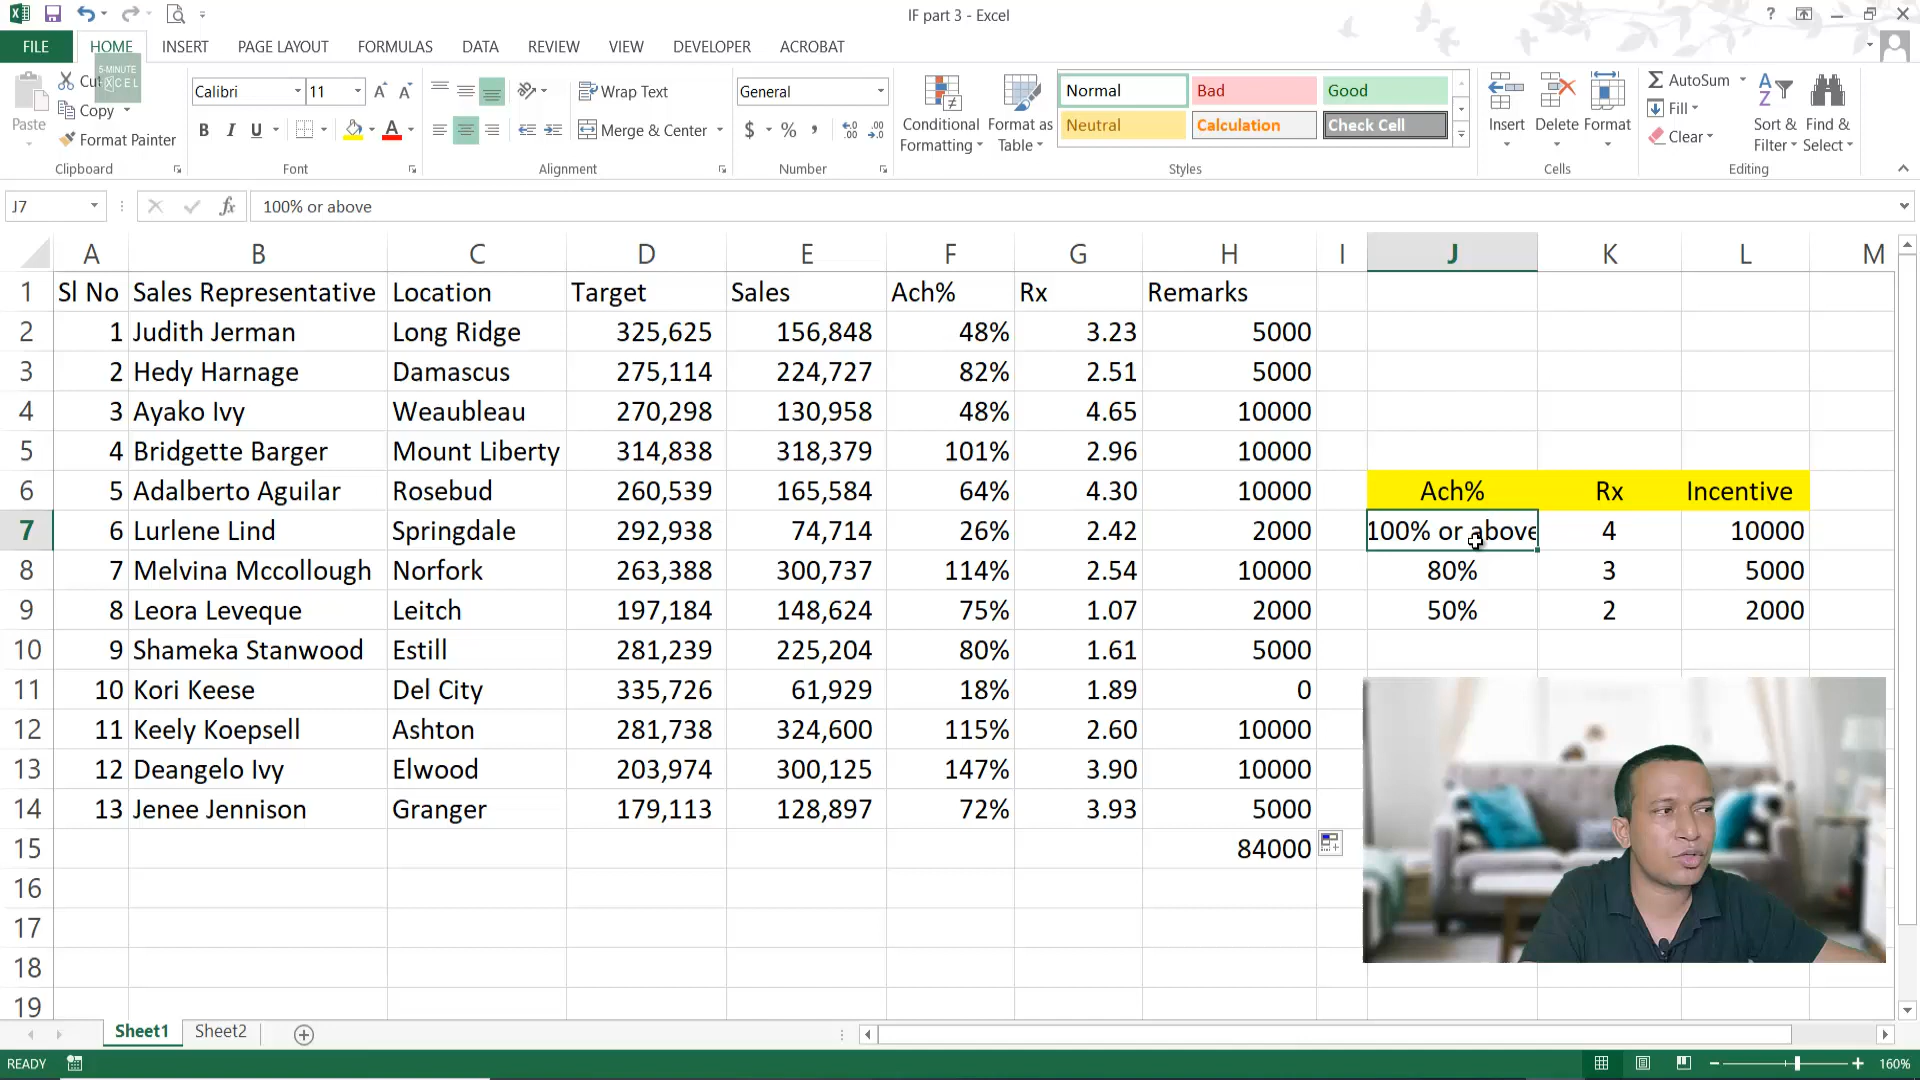 IF part 3 - Excel
FILE HOME INSERT PAGE LAYOUT FORMULAS DATA REVIEW VIEW DEVELOPER ACROBAT
5-MINUTE
EXCEL
Paste
Cut
Copy
Format Painter
Clipboard
Calibri 11
B I U
Font
Wrap Text
Merge & Center
Alignment
General
$ % ,
Number
Conditional Formatting
Format as Table
Normal Bad Good
Neutral Calculation Check Cell
Styles
Insert Delete Format
Cells
AutoSum
Fill
Clear
Sort & Filter
Find & Select
Editing
J7 fx 100% or above
A B C D E F G H I J K L M
1 Sl No Sales Representative Location Target Sales Ach% Rx Remarks
2 1 Judith Jerman Long Ridge 325,625 156,848 48% 3.23 5000
3 2 Hedy Harnage Damascus 275,114 224,727 82% 2.51 5000
4 3 Ayako Ivy Weaubleau 270,298 130,958 48% 4.65 10000
5 4 Bridgette Barger Mount Liberty 314,838 318,379 101% 2.96 10000
6 5 Adalberto Aguilar Rosebud 260,539 165,584 64% 4.30 10000 Ach% Rx Incentive
7 6 Lurlene Lind Springdale 292,938 74,714 26% 2.42 2000 100% or above 4 10000
8 7 Melvina Mccollough Norfork 263,388 300,737 114% 2.54 10000 80% 3 5000
9 8 Leora Leveque Leitch 197,184 148,624 75% 1.07 2000 50% 2 2000
10 9 Shameka Stanwood Estill 281,239 225,204 80% 1.61 5000
11 10 Kori Keese Del City 335,726 61,929 18% 1.89 0
12 11 Keely Koepsell Ashton 281,738 324,600 115% 2.60 10000
13 12 Deangelo Ivy Elwood 203,974 300,125 147% 3.90 10000
14 13 Jenee Jennison Granger 179,113 128,897 72% 3.93 5000
15 84000
16
17
18
19
Sheet1 Sheet2
READY 160%